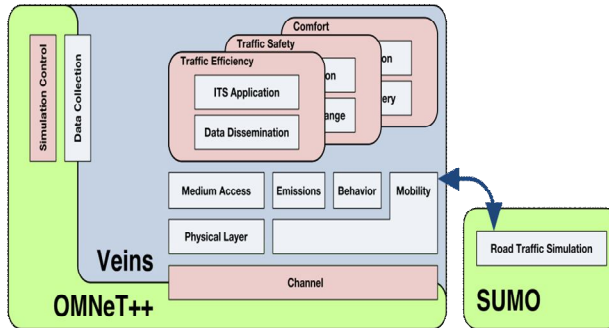 Comfort
Traffic Safety
Traffic Efficiency
ITS Application
Data Dissemination
Simulation Control
Data Collection
Medium Access
Emissions
Behavior
Mobility
Physical Layer
Road Traffic Simulation
Veins
Channel
OMNeT++
SUMO